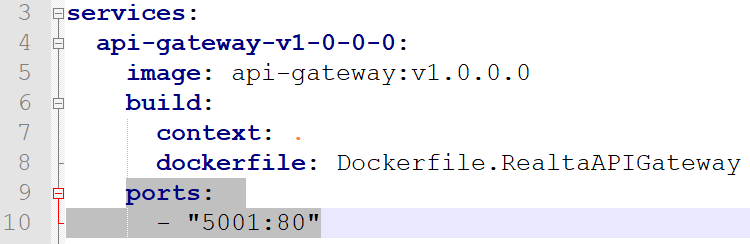 3 services:
4 api-gateway-v1-0-0-0:
5 image: api-gateway:v1.0.0.0
6 build:
7 context: .
8 dockerfile: Dockerfile.RealtaAPIGateway
9 ports:
10 - "5001:80"